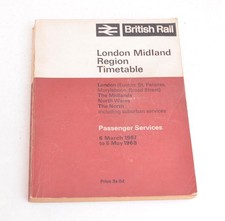 British Rail
London Midland
Region
Timetable
London Euston, St. Pancras
Marylebone, Broad Street
The Midlands
North Wales
The North
including suburban services
Passenger Services
6 March 1967
to 5 May 1968